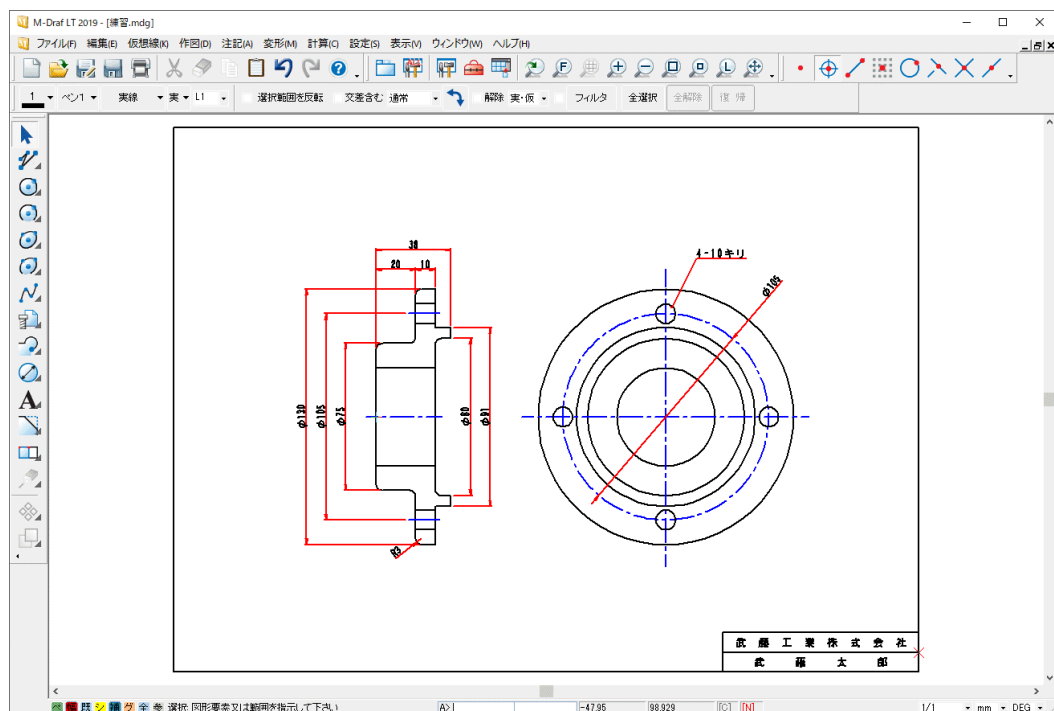 M-Draf LT 2019 - [練習.mdg]
ファイル(F) 編集(E) 仮想線(K) 作図(D) 注記(A) 変形(M) 計算(C) 設定(S) 表示(V) ウィンドウ(W) ヘルプ(H)
1 ペン1 実線 実 L1 選択範囲を反転 交差含む 通常 解除 実・仮 フィルタ 全選択 全解除 復帰
38
20 10
4-10キリ
φ105
φ130 φ105 φ75 φ80 φ91
R3
武藤工業株式会社
武藤太郎
選択: 図形要素又は範囲を指示して下さい A>| -47.95 98.929 [C] [N] 1/1 mm DEG